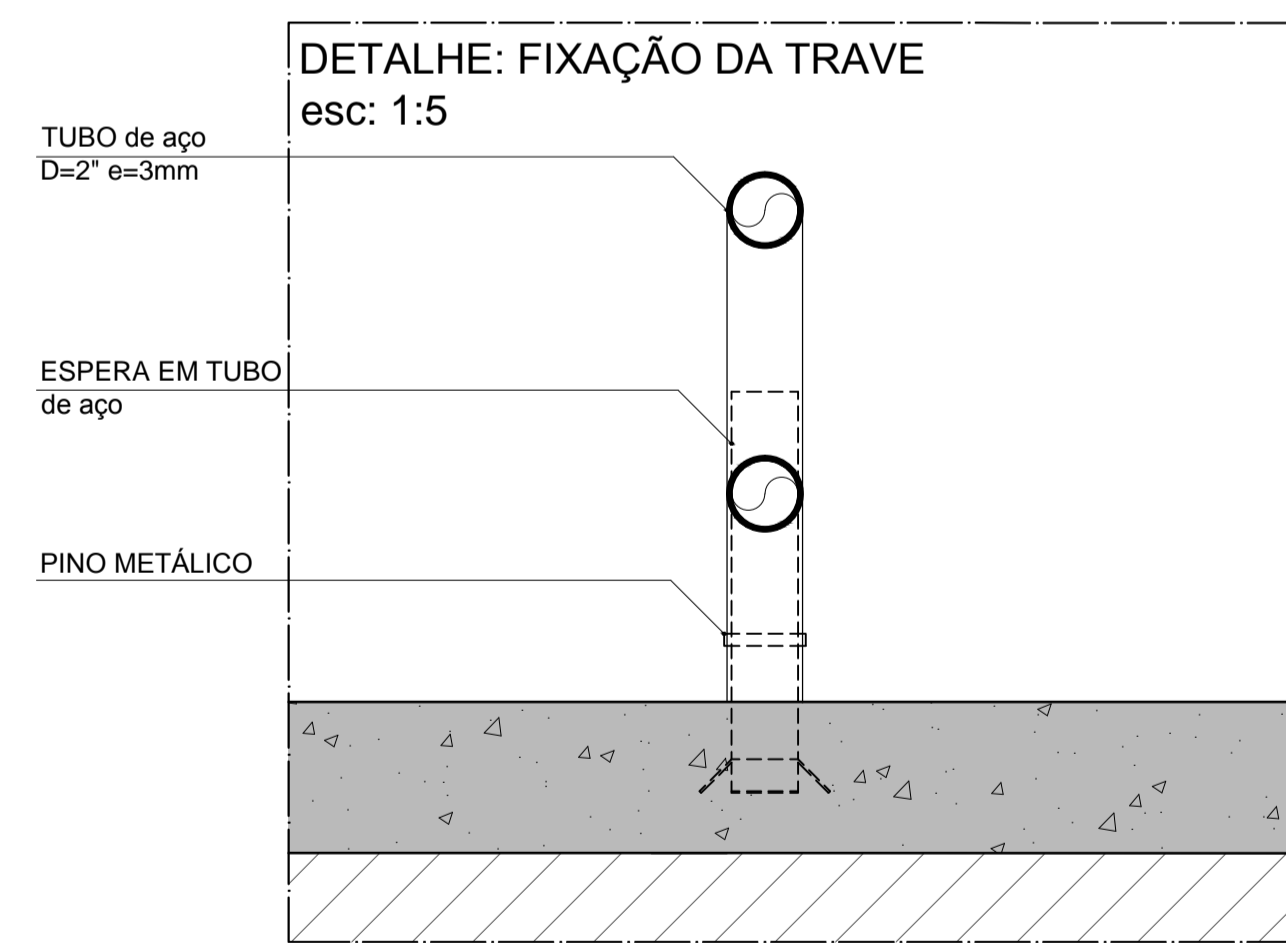 DETALHE: FIXAÇÃO DA TRAVE
esc: 1:5
TUBO de aço
D=2" e=3mm
ESPERA EM TUBO
de aço
PINO METÁLICO